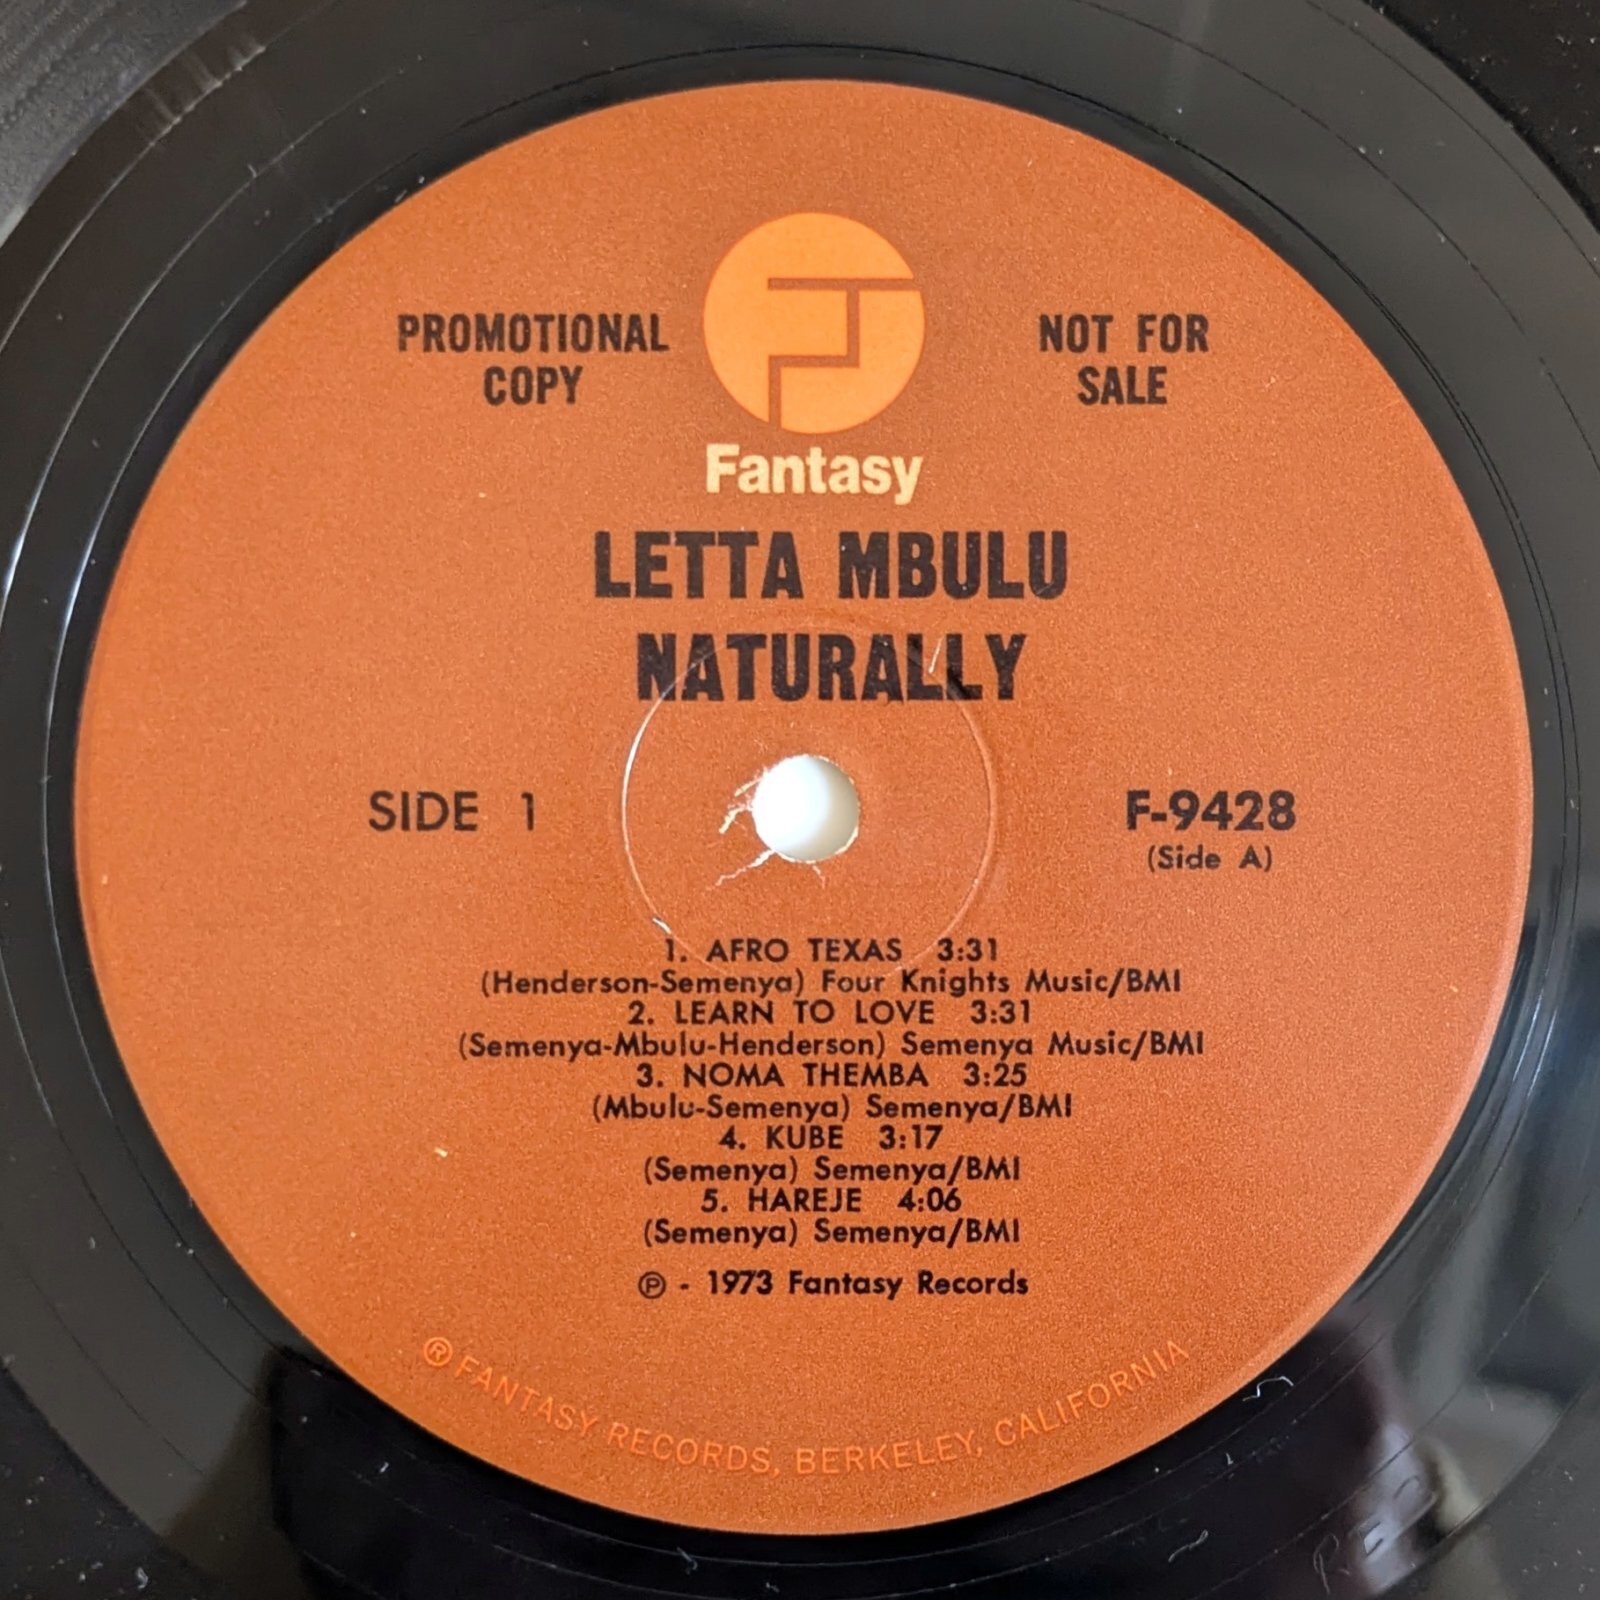 PROMOTIONAL
COPY
NOT FOR
SALE
Fantasy
LETTA MBULU
NATURALLY
SIDE 1
F-9428
(Side A)
1. AFRO TEXAS 3:31
(Henderson-Semenya) Four Knights Music/BMI
2. LEARN TO LOVE 3:31
(Semenya-Mbulu-Henderson) Semenya Music/BMI
3. NOMA THEMBA 3:25
(Mbulu-Semenya) Semenya/BMI
4. KUBE 3:17
(Semenya) Semenya/BMI
5. HAREJE 4:06
(Semenya) Semenya/BMI
℗ - 1973 Fantasy Records
® FANTASY RECORDS, BERKELEY, CALIFORNIA